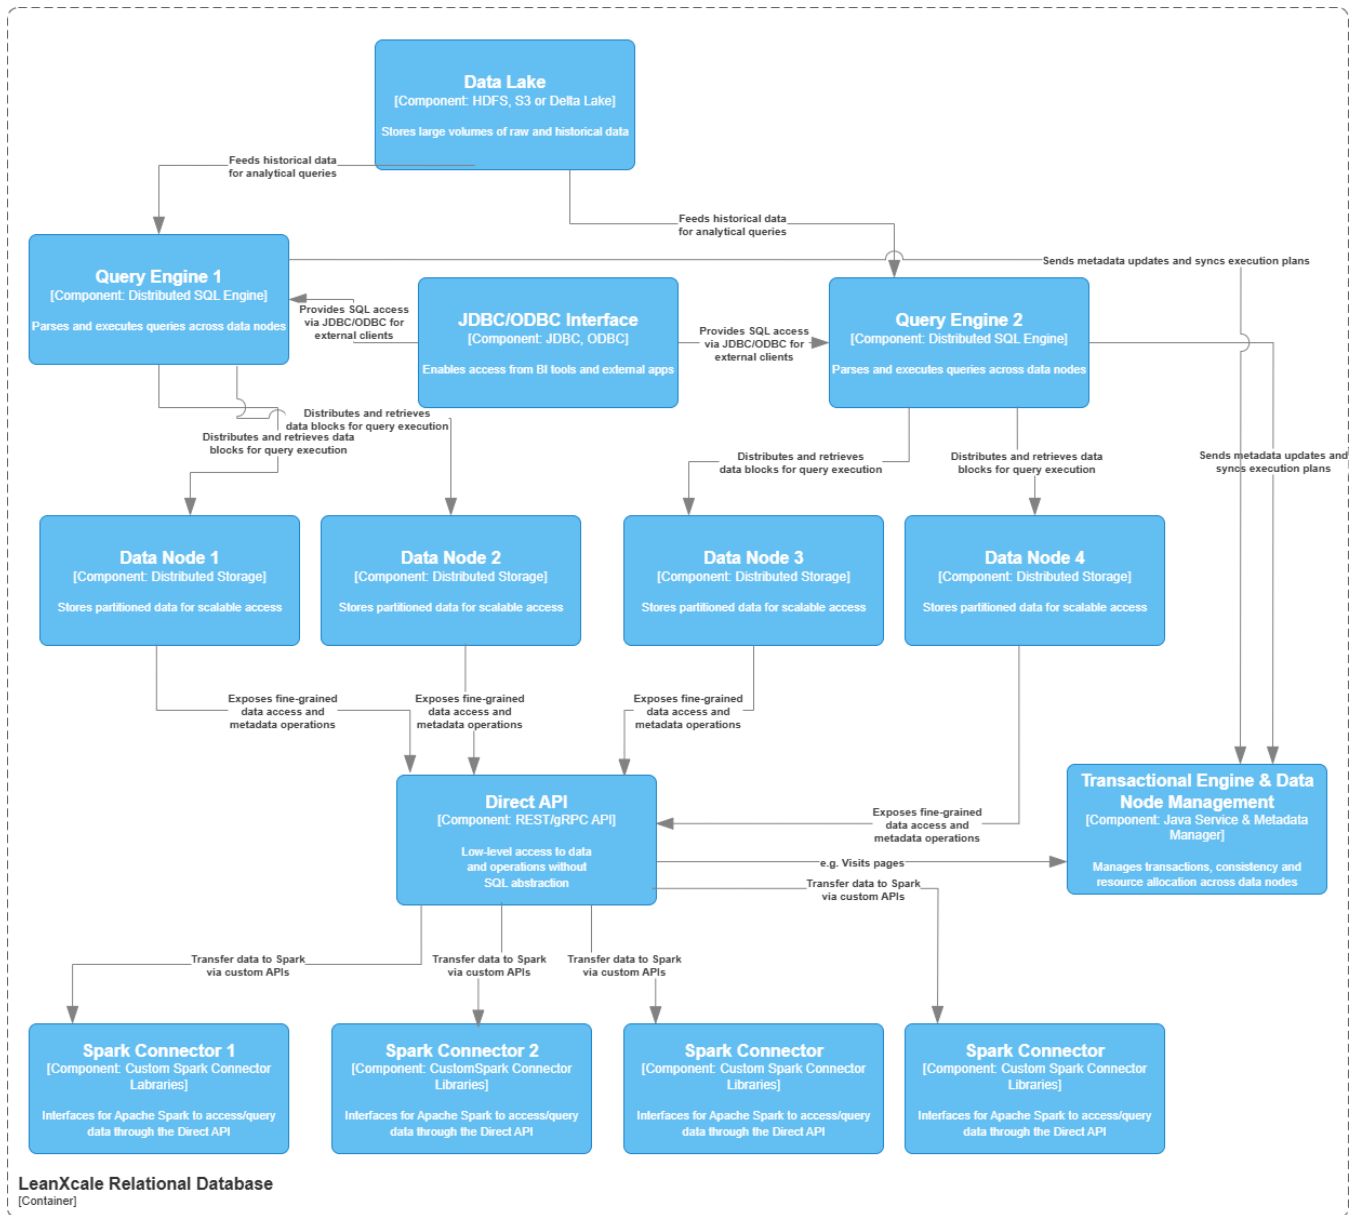 Data Lake
[Component: HDFS, S3 or Delta Lake]
Stores large volumes of raw and historical data
Feeds historical data
for analytical queries
Feeds historical data
for analytical queries
Query Engine 1
[Component: Distributed SQL Engine]
Parses and executes queries across data nodes
Provides SQL access
via JDBC/ODBC for
external clients
JDBC/ODBC Interface
[Component: JDBC, ODBC]
Enables access from BI tools and external apps
Provides SQL access
via JDBC/ODBC for
external clients
Query Engine 2
[Component: Distributed SQL Engine]
Parses and executes queries across data nodes
Sends metadata updates and syncs execution plans
Distributes and retrieves
data blocks for query execution
Distributes and retrieves data
blocks for query execution
Distributes and retrieves
data blocks for query execution
Distributes and retrieves data
blocks for query execution
Sends metadata updates and
syncs execution plans
Data Node 1
[Component: Distributed Storage]
Stores partitioned data for scalable access
Data Node 2
[Component: Distributed Storage]
Stores partitioned data for scalable access
Data Node 3
[Component: Distributed Storage]
Stores partitioned data for scalable access
Data Node 4
[Component: Distributed Storage]
Stores partitioned data for scalable access
Exposes fine-grained
data access and
metadata operations
Exposes fine-grained
data access and
metadata operations
Exposes fine-grained
data access and
metadata operations
Exposes fine-grained
data access and
metadata operations
Direct API
[Component: REST/gRPC API]
Low-level access to data
and operations without
SQL abstraction
e.g. Visits pages
Transactional Engine & Data
Node Management
[Component: Java Service & Metadata
Manager]
Manages transactions, consistency and
resource allocation across data nodes
Transfer data to Spark
via custom APIs
Transfer data to Spark
via custom APIs
Transfer data to Spark
via custom APIs
Transfer data to Spark
via custom APIs
Spark Connector 1
[Component: Custom Spark Connector
Labraries]
Interfaces for Apache Spark to access/query
data through the Direct API
Spark Connector 2
[Component: CustomSpark Connector
Libraries]
Interfaces for Apache Spark to access/query
data through the Direct API
Spark Connector
[Component: Custom Spark Connector
Libraries]
Interfaces for Apache Spark to access/query
data through the Direct API
Spark Connector
[Component: Custom Spark Connector
Libraries]
Interfaces for Apache Spark to access/query
data through the Direct API
LeanXcale Relational Database
[Container]